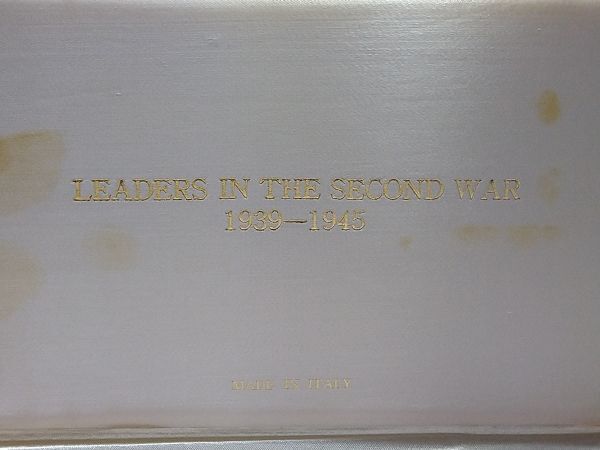 LEADERS IN THE SECOND WAR
1939—1945
MADE IN ITALY